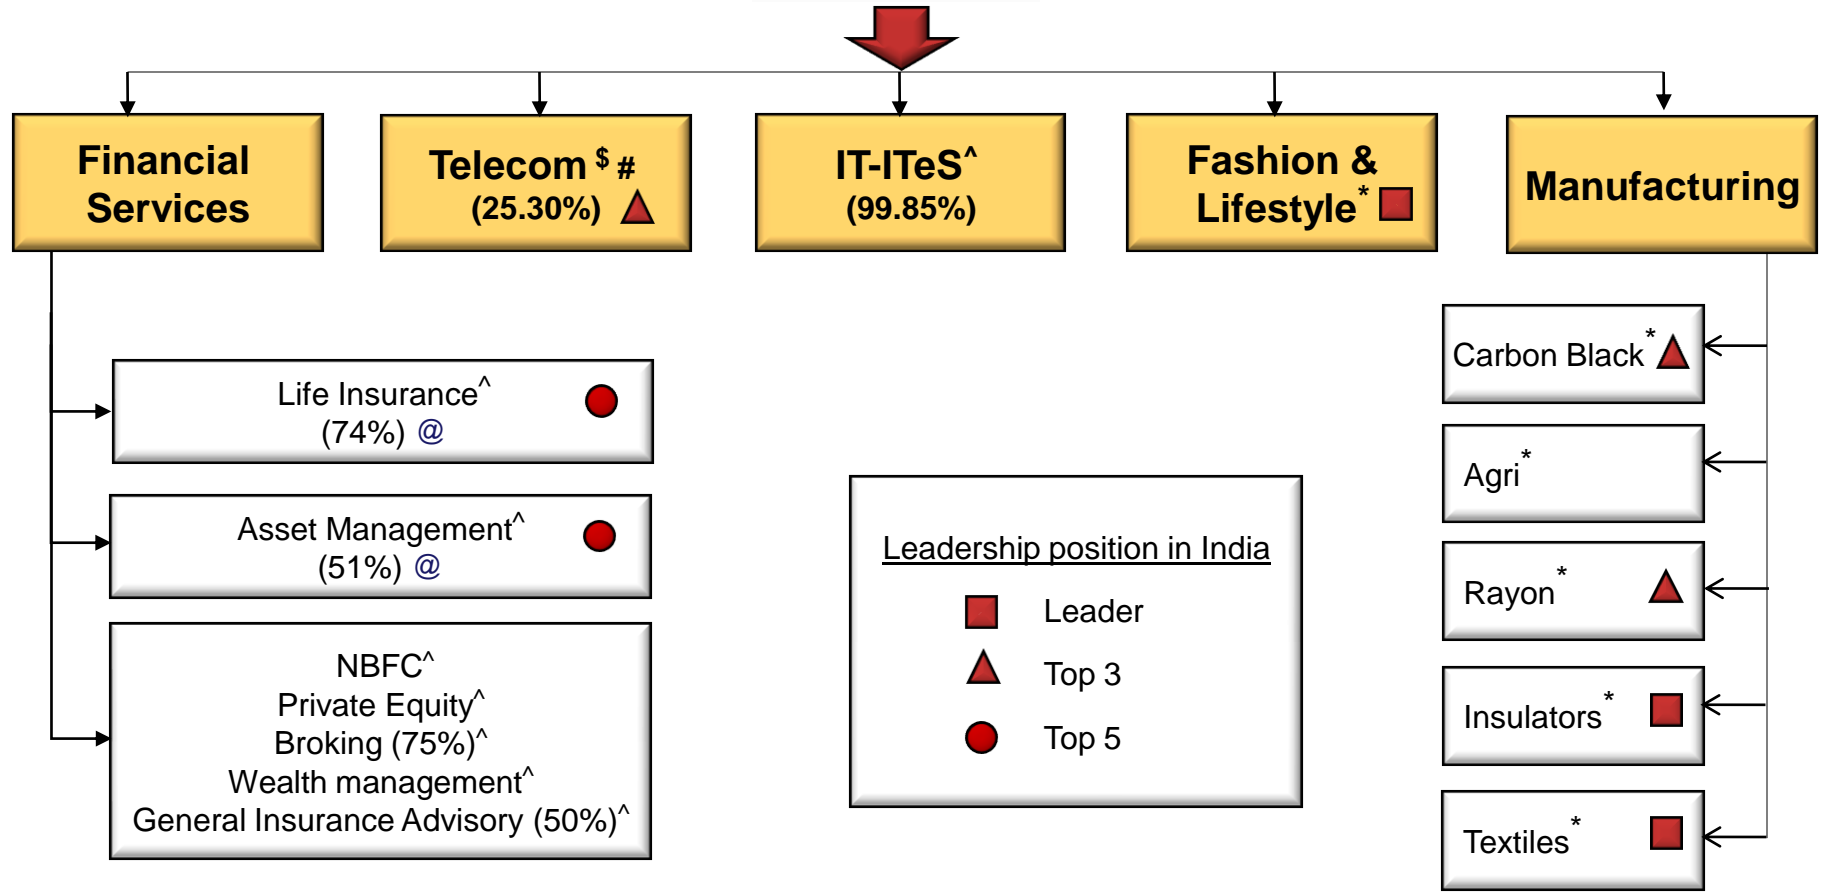 Financial
Services
Telecom $ #
(25.30%)
IT-ITeS^
(99.85%)
Fashion &
Lifestyle*
Manufacturing
Life Insurance^
(74%) @
Asset Management^
(51%) @
NBFC^
Private Equity^
Broking (75%)^
Wealth management^
General Insurance Advisory (50%)^
Leadership position in India
Leader
Top 3
Top 5
Carbon Black*
Agri*
Rayon*
Insulators*
Textiles*